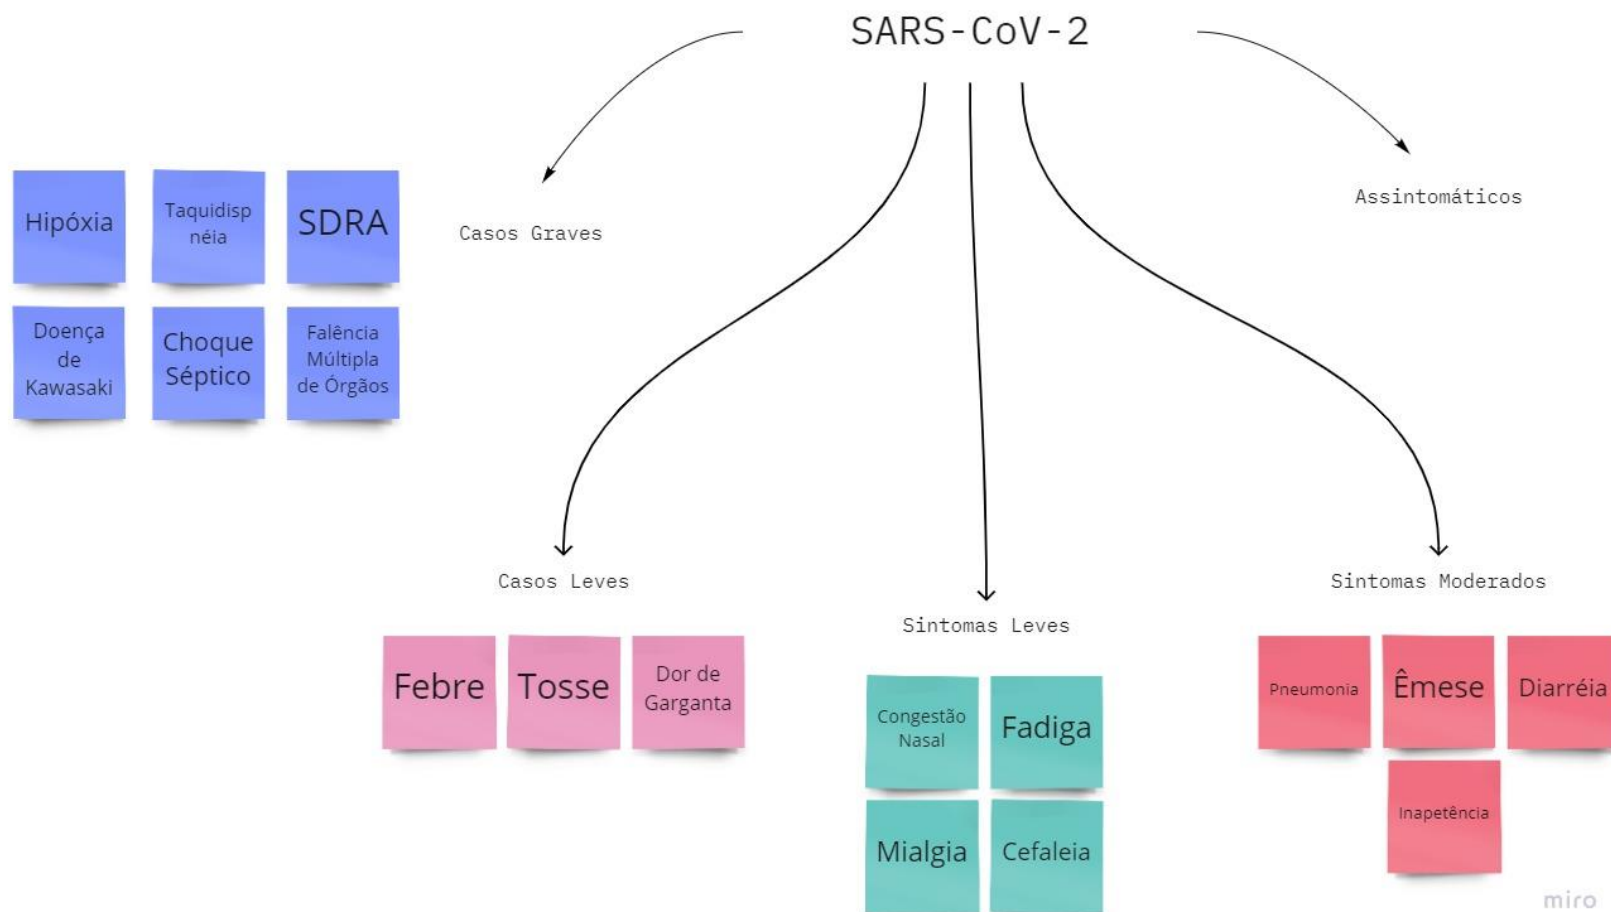 SARS-CoV-2
Casos Graves
Hipóxia
Taquidisp
néia
SDRA
Doença
de
Kawasaki
Choque
Séptico
Falência
Múltipla
de Órgãos
Assintomáticos
Casos Leves
Febre
Tosse
Dor de
Garganta
Sintomas Leves
Congestão
Nasal
Fadiga
Mialgia
Cefaleia
Sintomas Moderados
Pneumonia
Êmese
Diarréia
Inapetência
miro